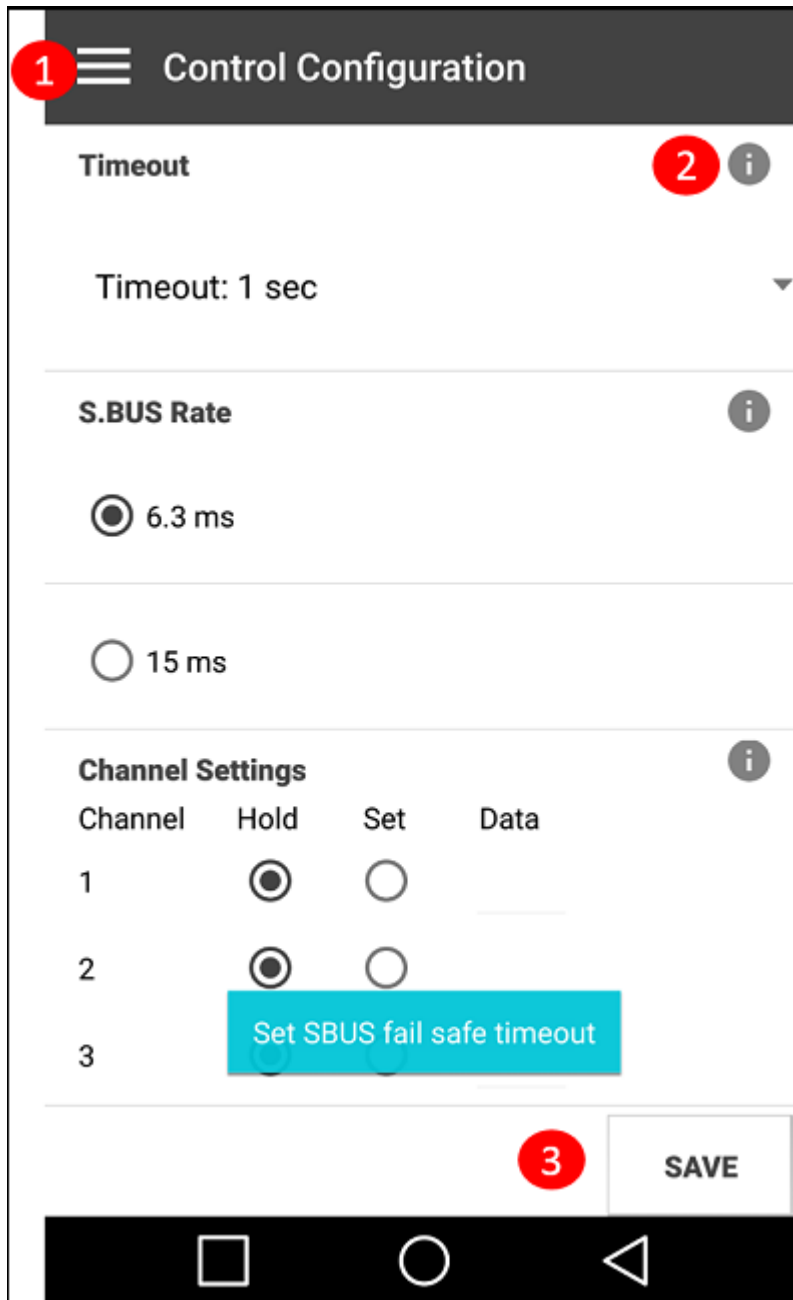 1 Control Configuration
Timeout 2 i
Timeout: 1 sec
S.BUS Rate i
6.3 ms
15 ms
Channel Settings i
Channel Hold Set Data
1
2
Set SBUS fail safe timeout
3
3 SAVE